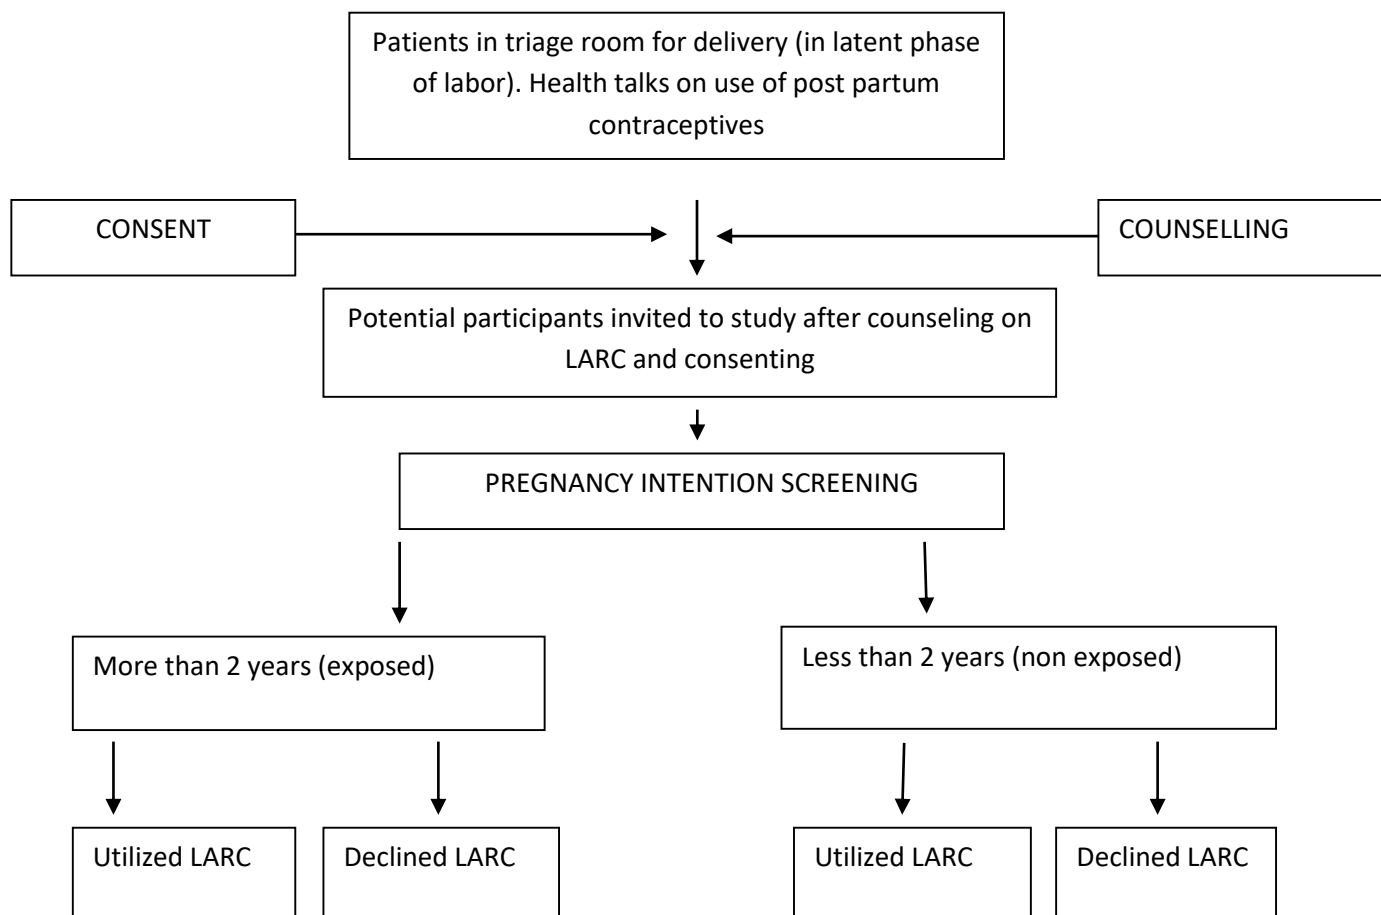 Patients in triage room for delivery (in latent phase
of labor). Health talks on use of post partum
contraceptives
CONSENT
COUNSELLING
Potential participants invited to study after counseling on
LARC and consenting
PREGNANCY INTENTION SCREENING
More than 2 years (exposed)
Less than 2 years (non exposed)
Utilized LARC
Declined LARC
Utilized LARC
Declined LARC